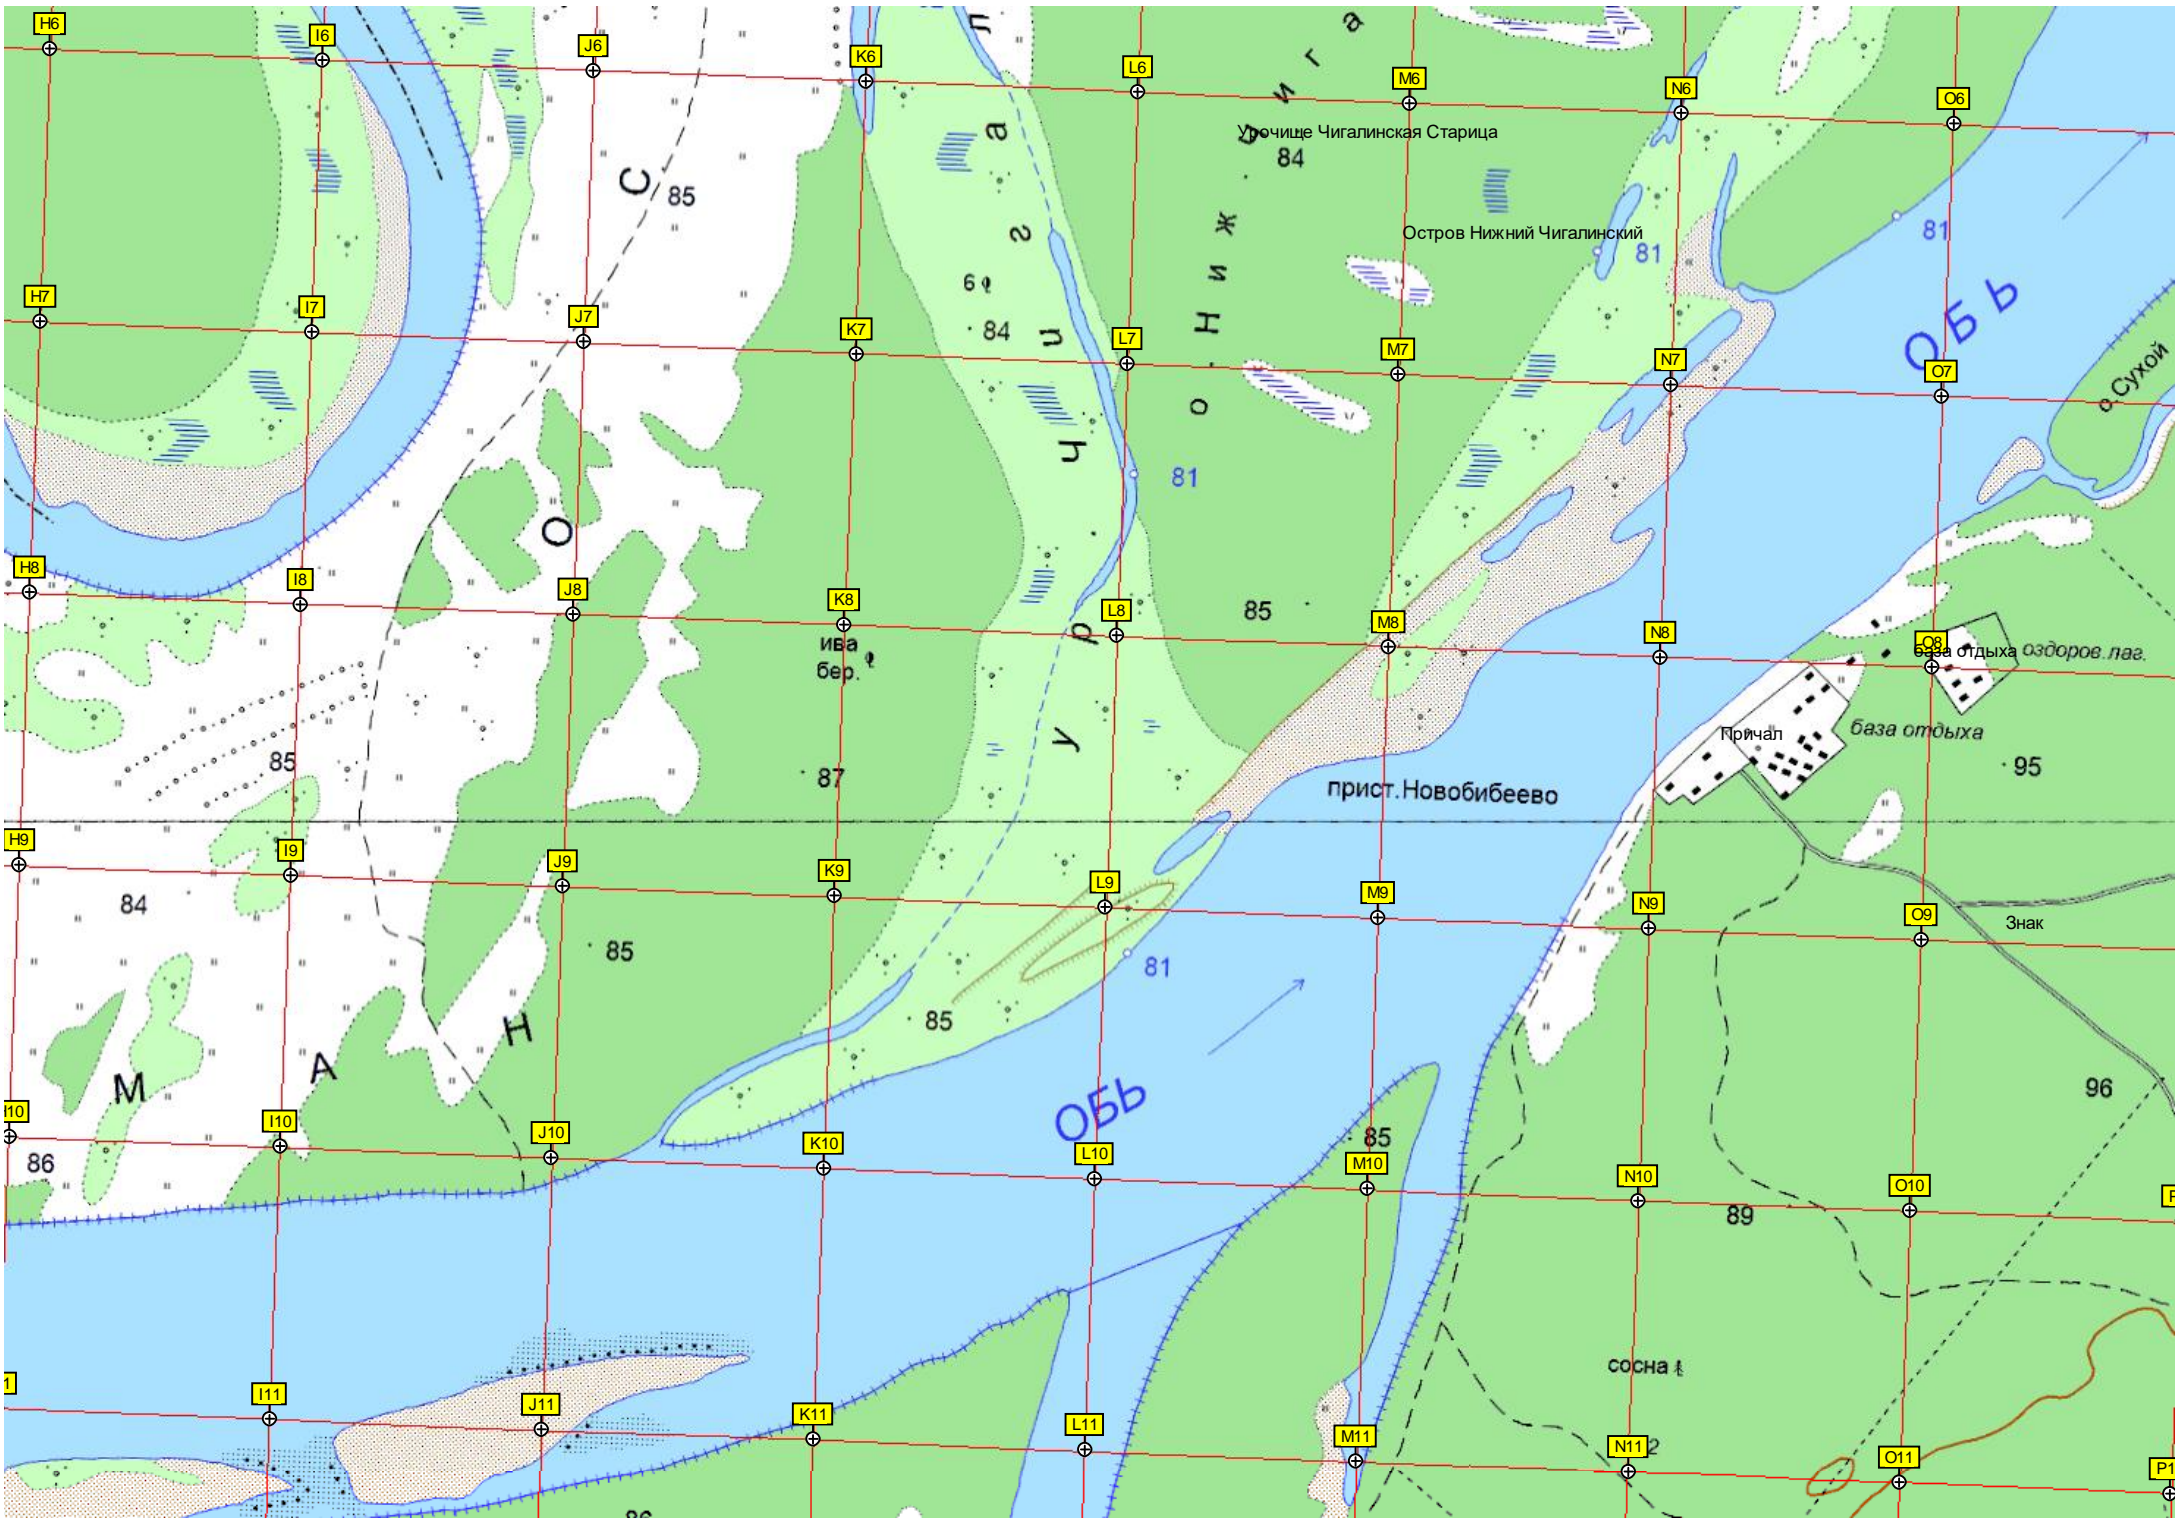 H6
I6
J6
K6
L6
M6
N6
O6
Урочище Чигалинская Старица
84
85
С
81
Остров Нижний Чигалинский
81
6
84
о. Нижчига
ОБЬ
H7
I7
J7
K7
L7
M7
N7
O7
о.Сухой
81
О
H8
I8
J8
K8
L8
M8
N8
O8
85
ива
бер.
база отдыха
оздоров.лаг.
85
87
Причал
база отдыха
95
прист.Новобибеево
H9
I9
J9
K9
L9
M9
N9
O9
84
85
81
Знак
85
М
А
Н
ОБЬ
96
85
I10
J10
K10
L10
M10
N10
O10
86
89
сосна
I11
J11
K11
L11
M11
N11
O11